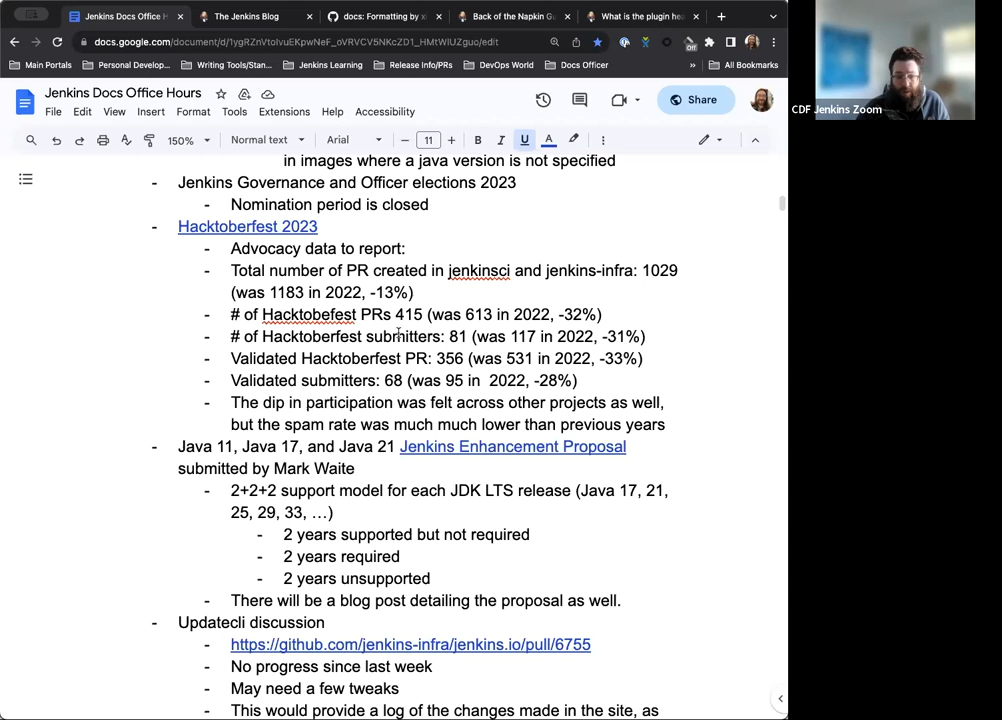 Jenkins Docs Office H
The Jenkins Blog
docs: Formatting by x
Back of the Napkin Gu
What is the plugin hea
docs.google.com/document/d/1ygRZnVtoIvuEKpwNeF_oVRVCV5NKcZD1_HMtWlUZguo/edit
Off
Main Portals
Personal Develop...
Writing Tools/Stan...
Jenkins Learning
Release Info/PRs
DevOps World
Docs Officer
»
All Bookmarks
Jenkins Docs Office Hours
File Edit View Insert Format Tools Extensions Help Accessibility
Share
150% Normal text Arial – 11 + B I U A
in images where a java version is not specified
- Jenkins Governance and Officer elections 2023
- Nomination period is closed
- Hacktoberfest 2023
- Advocacy data to report:
- Total number of PR created in jenkinsci and jenkins-infra: 1029
(was 1183 in 2022, -13%)
- # of Hacktobefest PRs 415 (was 613 in 2022, -32%)
- # of Hacktoberfest submitters: 81 (was 117 in 2022, -31%)
- Validated Hacktoberfest PR: 356 (was 531 in 2022, -33%)
- Validated submitters: 68 (was 95 in 2022, -28%)
- The dip in participation was felt across other projects as well,
but the spam rate was much much lower than previous years
- Java 11, Java 17, and Java 21 Jenkins Enhancement Proposal
submitted by Mark Waite
- 2+2+2 support model for each JDK LTS release (Java 17, 21,
25, 29, 33, …)
- 2 years supported but not required
- 2 years required
- 2 years unsupported
- There will be a blog post detailing the proposal as well.
- Updatecli discussion
- https://github.com/jenkins-infra/jenkins.io/pull/6755
- No progress since last week
- May need a few tweaks
- This would provide a log of the changes made in the site, as
CDF Jenkins Zoom